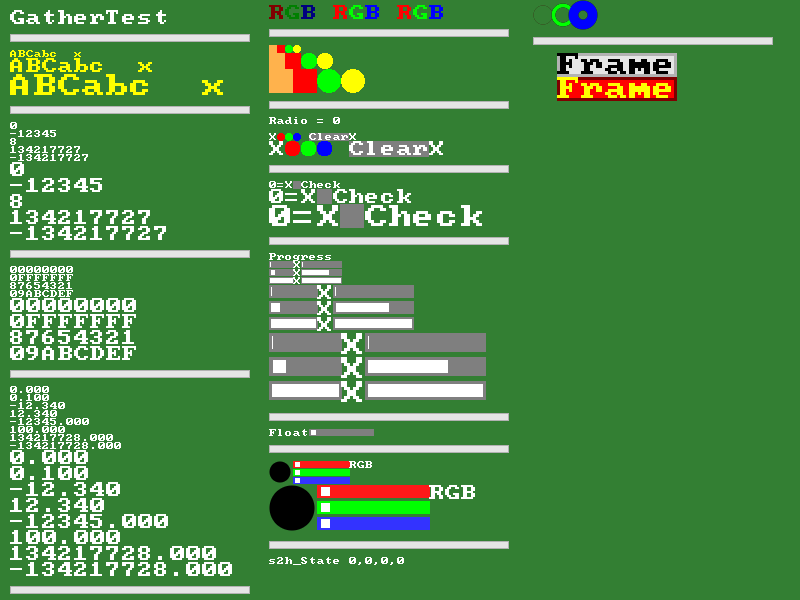 GatherTest
ABCabc x
ABCabc x
ABCabc x
0
-12345
8
134217727
-134217727
0
-12345
8
134217727
-134217727
00000000
0FFFFFFF
87654321
09ABCDEF
00000000
0FFFFFFF
87654321
09ABCDEF
0.000
0.100
-12.340
12.340
-12345.000
100.000
134217728.000
-134217728.000
0.000
0.100
-12.340
12.340
-12345.000
100.000
134217728.000
-134217728.000
RGB RGB RGB
Radio = 0
X Clear X
X Clear X
0=X Check
0=X Check
0=X Check
Progress
X
X
X
X
X
X
X
X
X
Float
RGB
RGB
s2h_State 0,0,0,0
Frame
Frame